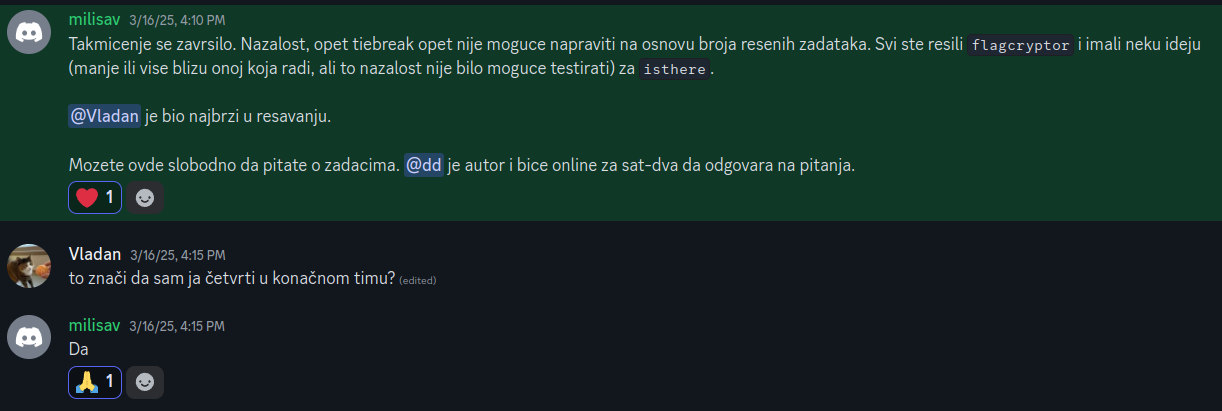 milisav 3/16/25, 4:10 PM
Takmicenje se zavrsilo. Nazalost, opet tiebreak opet nije moguce napraviti na osnovu broja resenih zadataka. Svi ste resili flagcryptor i imali neku ideju
(manje ili vise blizu onoj koja radi, ali to nazalost nije bilo moguce testirati) za isthere.
@Vladan je bio najbrzi u resavanju.
Mozete ovde slobodno da pitate o zadacima. @dd je autor i bice online za sat-dva da odgovara na pitanja.
1
Vladan 3/16/25, 4:15 PM
to znači da sam ja četvrti u konačnom timu? (edited)
milisav 3/16/25, 4:15 PM
Da
1